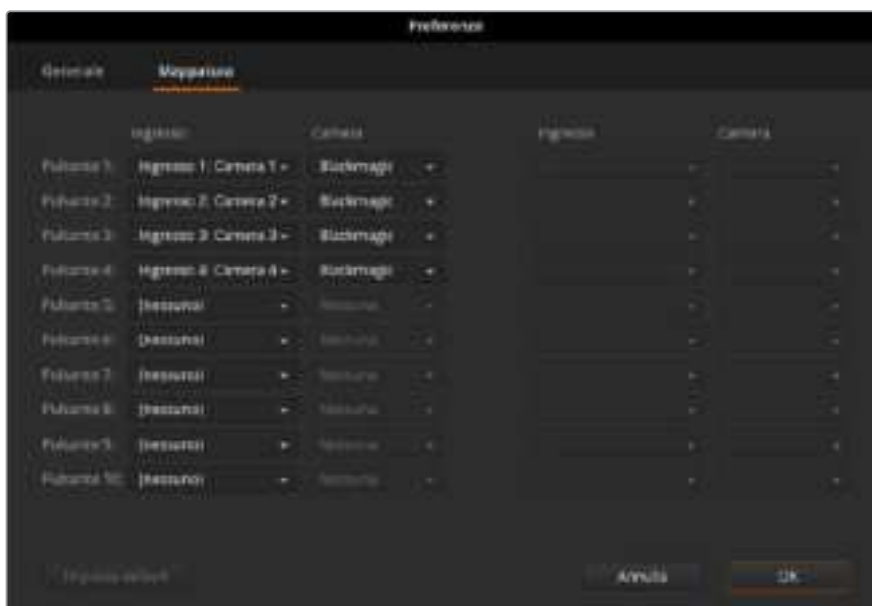 Preferenze
Generale Mappatura
Ingresso Camera Ingresso Camera
Pulsante 1: Ingresso 1: Camera 1 Blackmagic
Pulsante 2: Ingresso 2: Camera 2 Blackmagic
Pulsante 3: Ingresso 3: Camera 3 Blackmagic
Pulsante 4: Ingresso 4: Camera 4 Blackmagic
Pulsante 5: (nessuno) Nessuna
Pulsante 6: (nessuno) Nessuna
Pulsante 7: (nessuno) Nessuna
Pulsante 8: (nessuno) Nessuna
Pulsante 9: (nessuno) Nessuna
Pulsante 10: (nessuno) Nessuna
Annulla OK